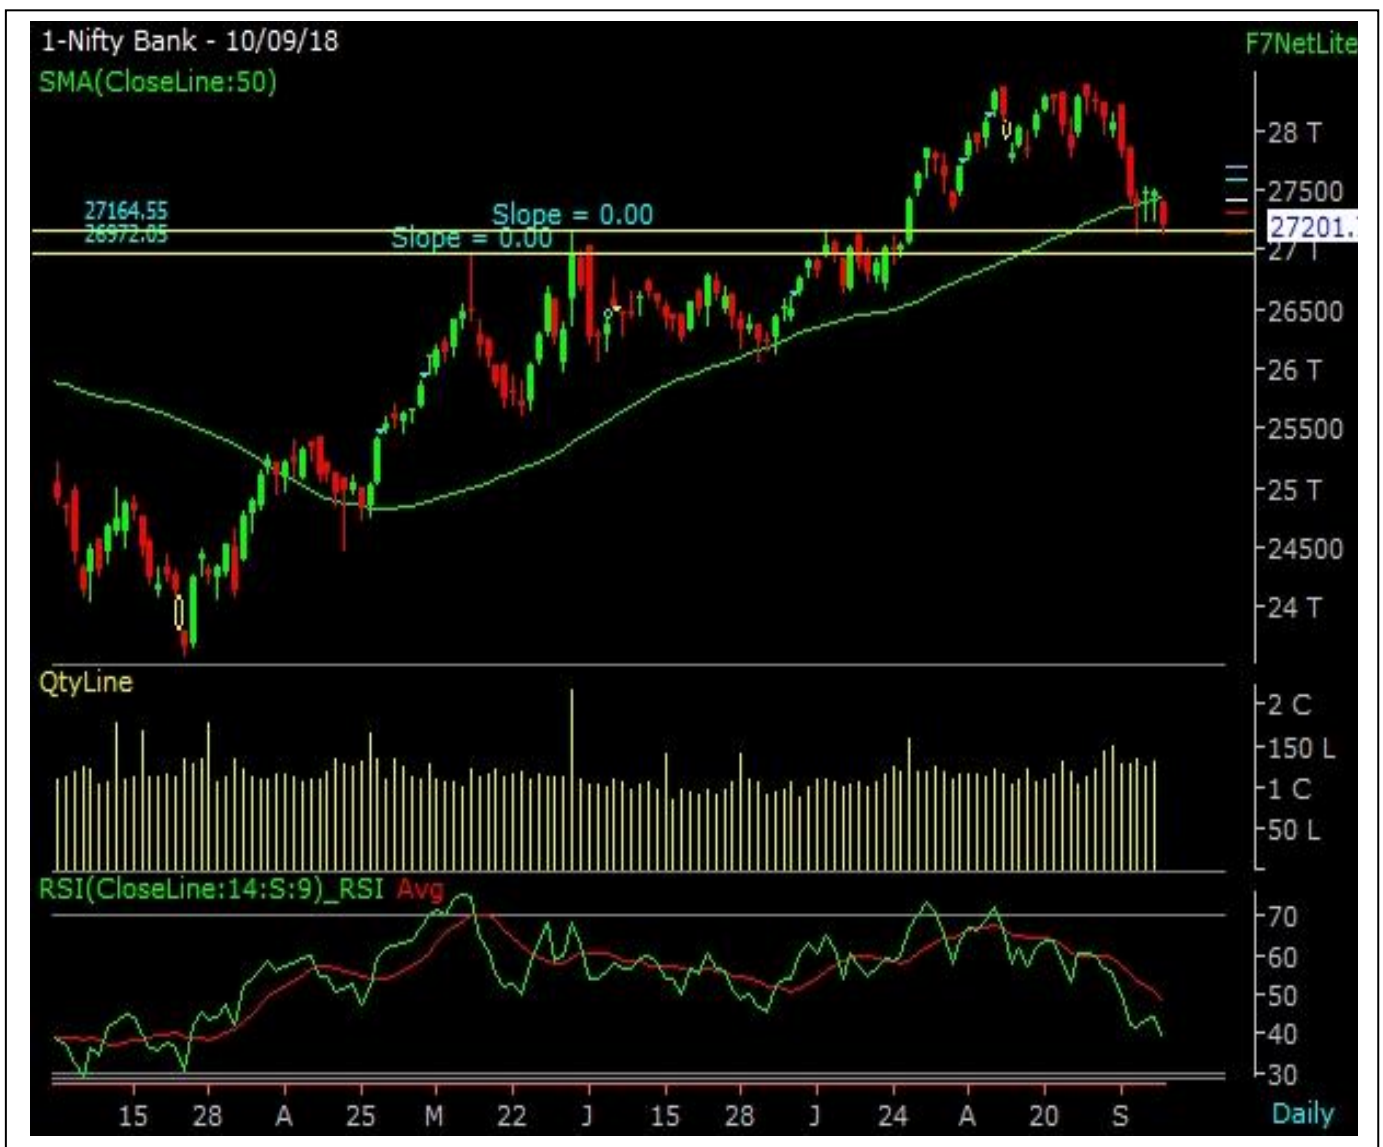 1-Nifty Bank - 10/09/18
F7NetLite
SMA(CloseLine:50)
28 T
27500
27164.55
Slope = 0.00
27201.
26972.05
Slope = 0.00
27 T
26500
26 T
25500
25 T
24500
24 T
QtyLine
2 C
150 L
1 C
50 L
RSI(CloseLine:14:S:9)_RSI Avg
70
60
50
40
30
15 28 A 25 M 22 J 15 28 J 24 A 20 S
Daily